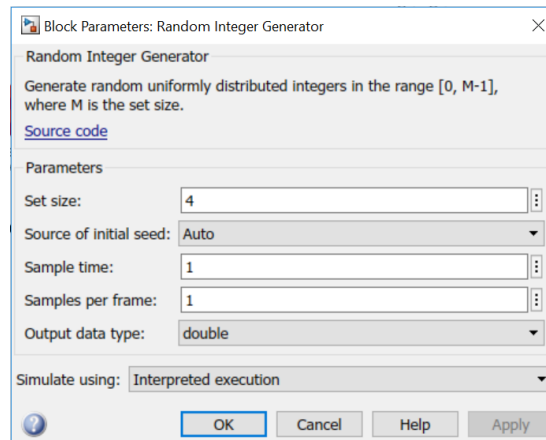 Block Parameters: Random Integer Generator
Random Integer Generator
Generate random uniformly distributed integers in the range [0, M-1],
where M is the set size.
Source code
Parameters
Set size: 4
Source of initial seed: Auto
Sample time: 1
Samples per frame: 1
Output data type: double
Simulate using: Interpreted execution
OK Cancel Help Apply